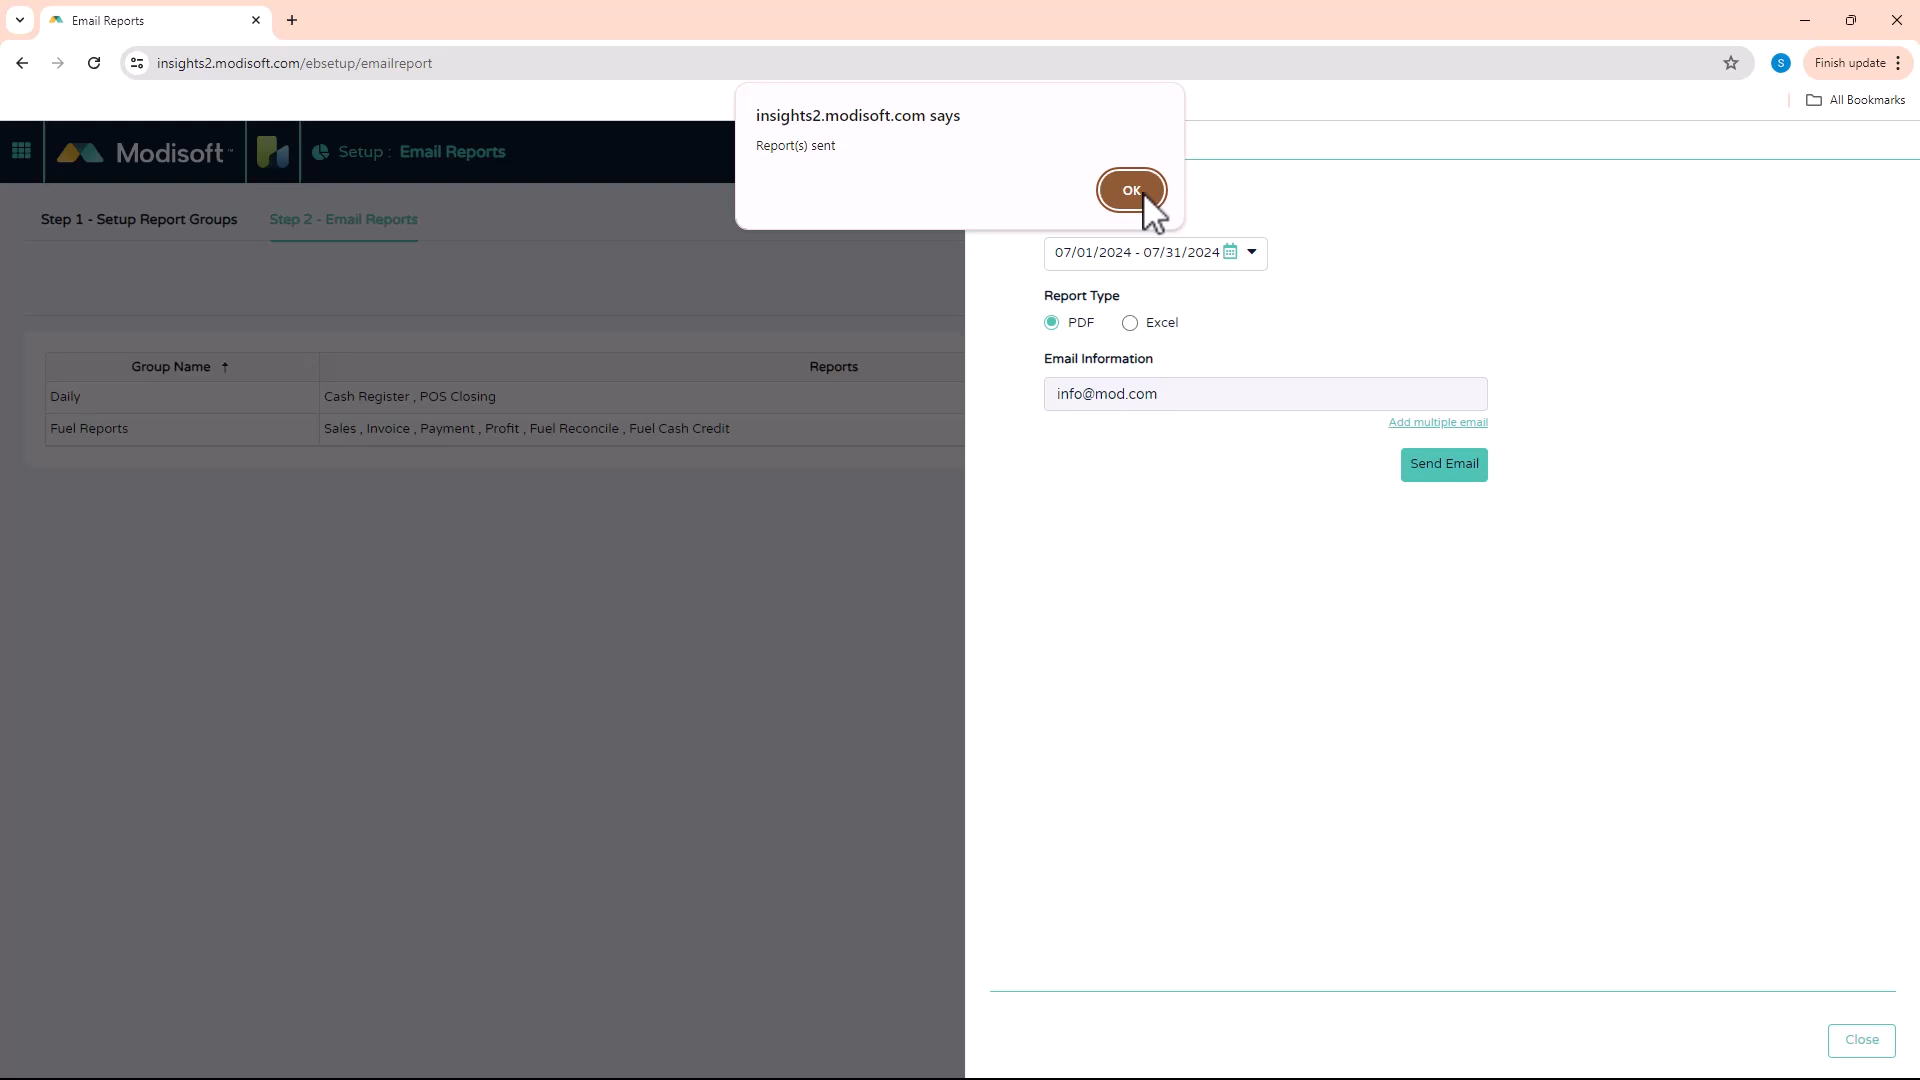 Email Reports
insights2.modisoft.com/ebsetup/emailreport
S
Finish update
All Bookmarks
insights2.modisoft.com says
Report(s) sent
OK
Modisoft™
Setup : Email Reports
Step 1 - Setup Report Groups
Step 2 - Email Reports
07/01/2024 - 07/31/2024
Report Type
PDF
Excel
Email Information
info@mod.com
Add multiple email
Send Email
Group Name ↑
Reports
Daily
Cash Register , POS Closing
Fuel Reports
Sales , Invoice , Payment , Profit , Fuel Reconcile , Fuel Cash Credit
Close